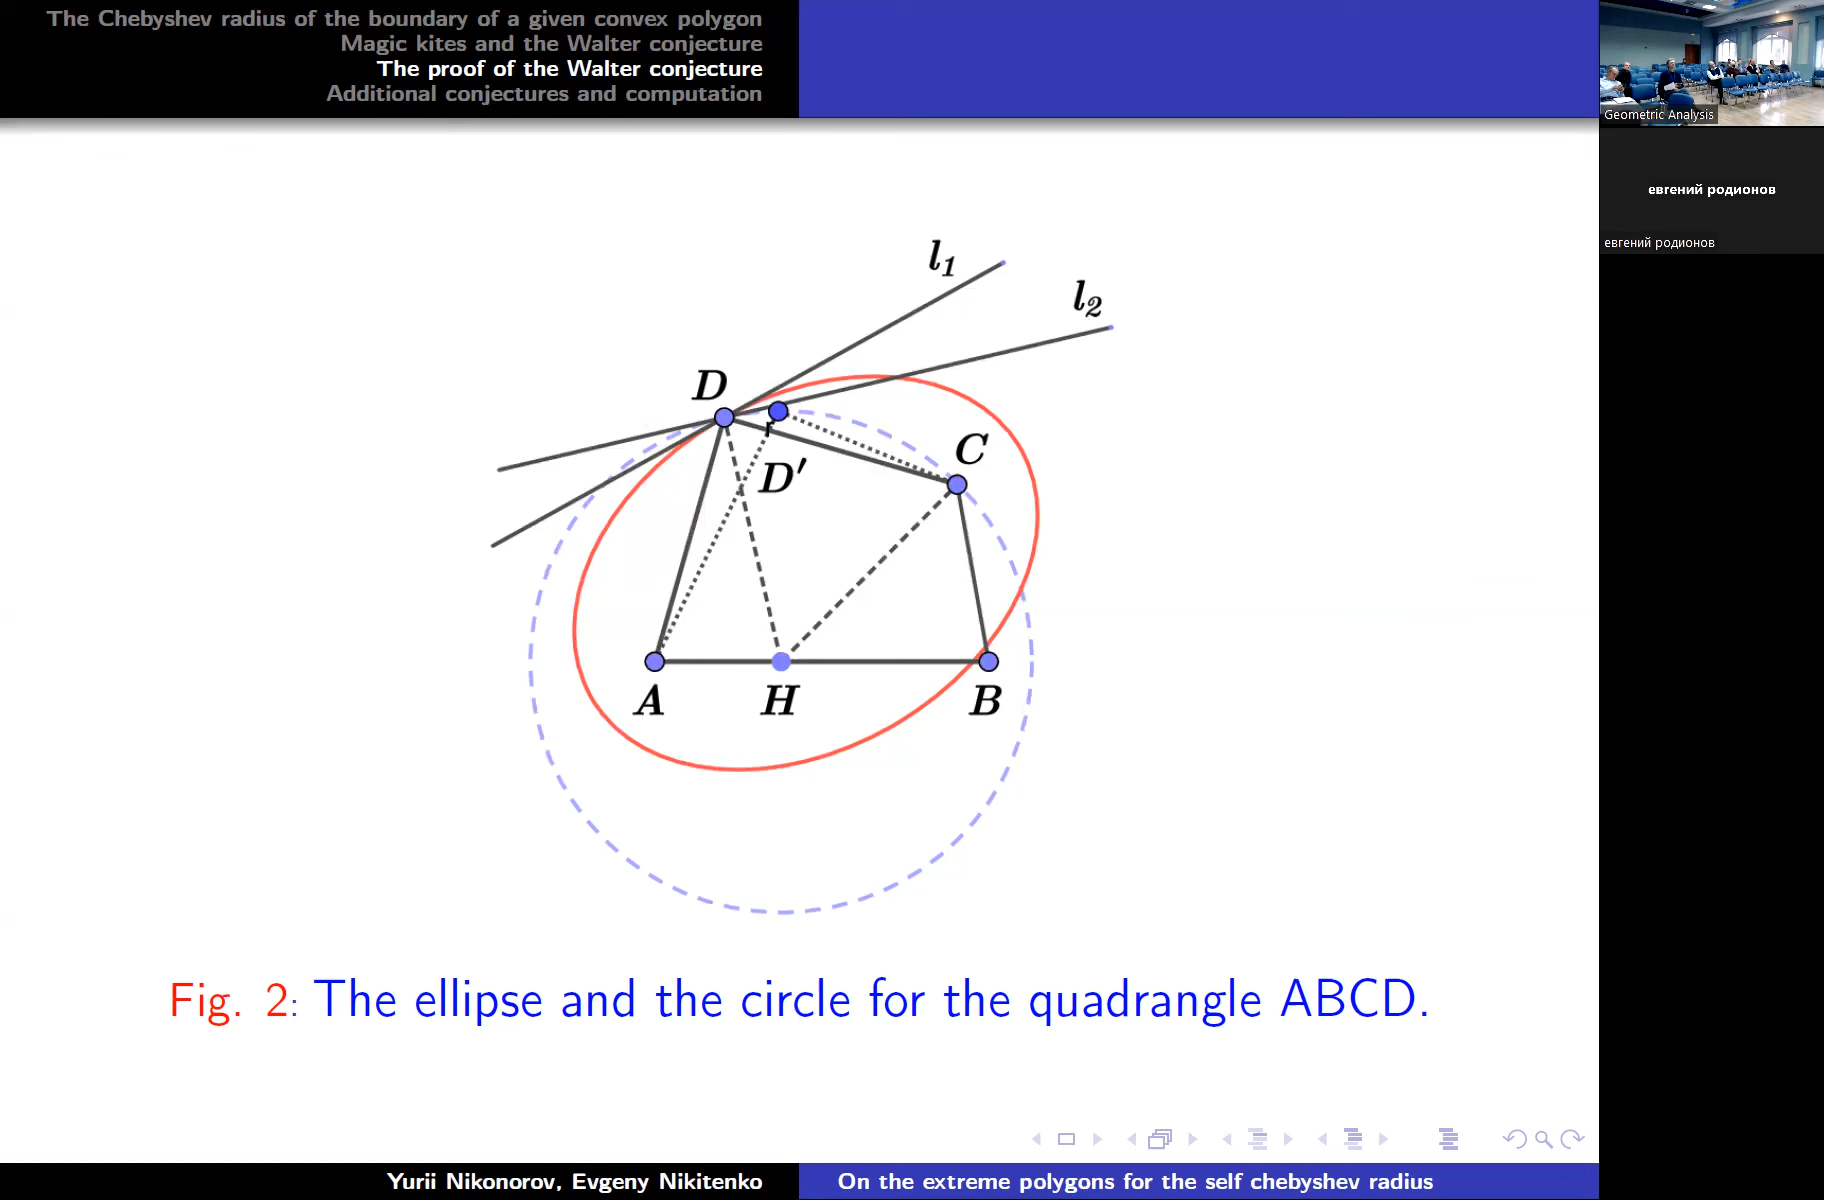 The Chebyshev radius of the boundary of a given convex polygon
Magic kites and the Walter conjecture
The proof of the Walter conjecture
Additional conjectures and computation
Geometric Analysis
евгений родионов
евгений родионов
l1
l2
D
C
D′
A
H
B
Fig. 2: The ellipse and the circle for the quadrangle ABCD.
Yurii Nikonorov, Evgeny Nikitenko
On the extreme polygons for the self chebyshev radius